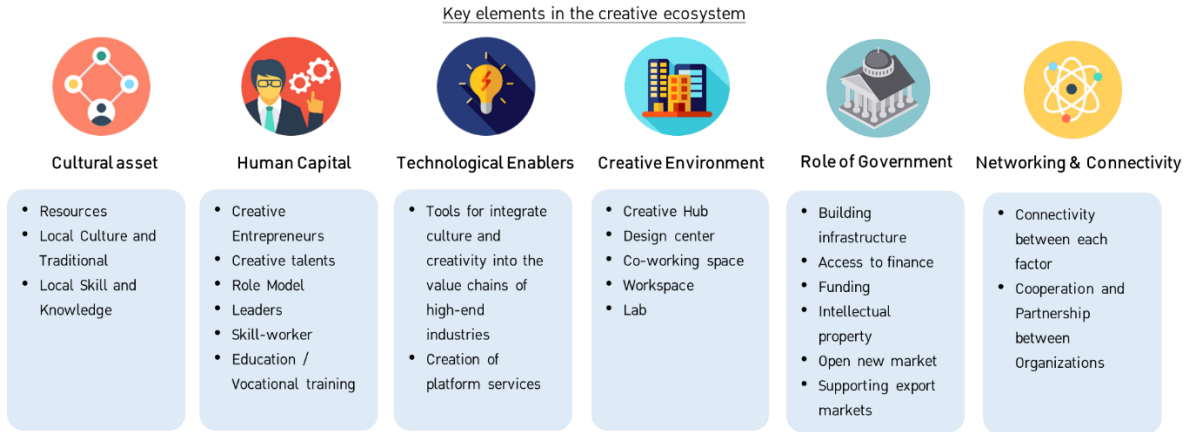 Key elements in the creative ecosystem
Cultural asset
• Resources
• Local Culture and
Traditional
• Local Skill and
Knowledge
Human Capital
• Creative
Entrepreneurs
• Creative talents
• Role Model
• Leaders
• Skill-worker
• Education /
Vocational training
Technological Enablers
• Tools for integrate
culture and
creativity into the
value chains of
high-end
industries
• Creation of
platform services
Creative Environment
• Creative Hub
• Design center
• Co-working space
• Workspace
• Lab
Role of Government
• Building
infrastructure
• Access to finance
• Funding
• Intellectual
property
• Open new market
• Supporting export
markets
Networking & Connectivity
• Connectivity
between each
factor
• Cooperation and
Partnership
between
Organizations